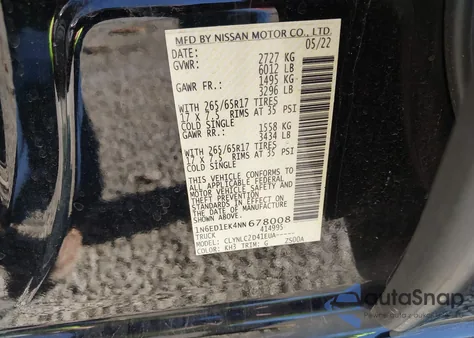 MFD BY NISSAN MOTOR CO., LTD.
DATE: 05/22
GVWR: 2727 KG
6012 LB
GAWR FR.: 1495 KG
3296 LB
WITH 265/65R17 TIRES
17 x 7.5 RIMS AT 35 PSI
COLD SINGLE
GAWR RR.: 1558 KG
3434 LB
WITH 265/65R17 TIRES
17 x 7.5 RIMS AT 35 PSI
COLD SINGLE
THIS VEHICLE CONFORMS TO
ALL APPLICABLE FEDERAL
MOTOR VEHICLE SAFETY AND
THEFT PREVENTION
STANDARDS IN EFFECT ON
THE DATE OF MANUFACTURE
1N6ED1EK4NN678008
TRUCK 414995
MODEL:
COLOR: KH3 TRIM: G Z5D0A
autaSnap